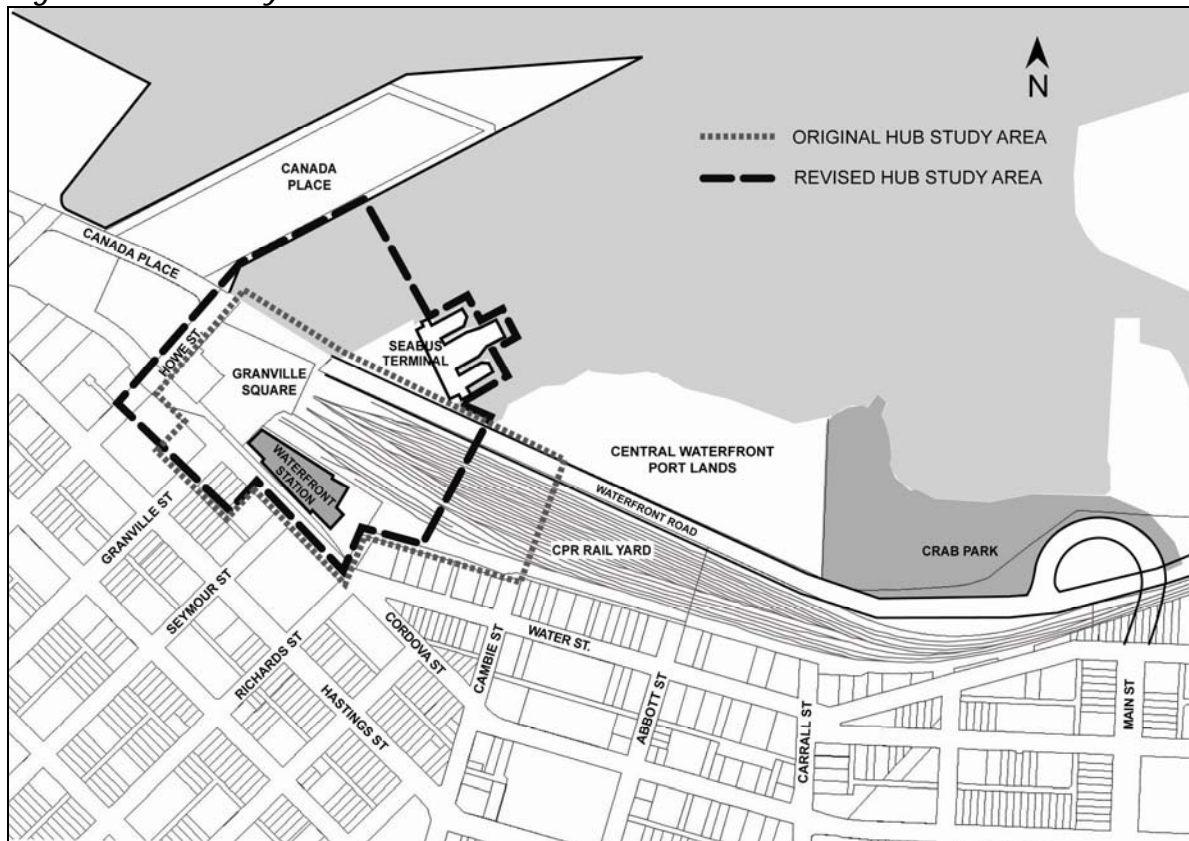 N
ORIGINAL HUB STUDY AREA
REVISED HUB STUDY AREA
CANADA
PLACE
CANADA PLACE
HOWE ST.
SEABUS
TERMINAL
GRANVILLE
SQUARE
WATERFRONT
STATION
CENTRAL WATERFRONT
PORT LANDS
WATERFRONT ROAD
CPR RAIL YARD
CRAB PARK
GRANVILLE ST
SEYMOUR ST
RICHARDS ST
HASTINGS ST
CORDOVA ST
CAMBIE ST
WATER ST.
ABBOTT ST
CARRALL ST
MAIN ST